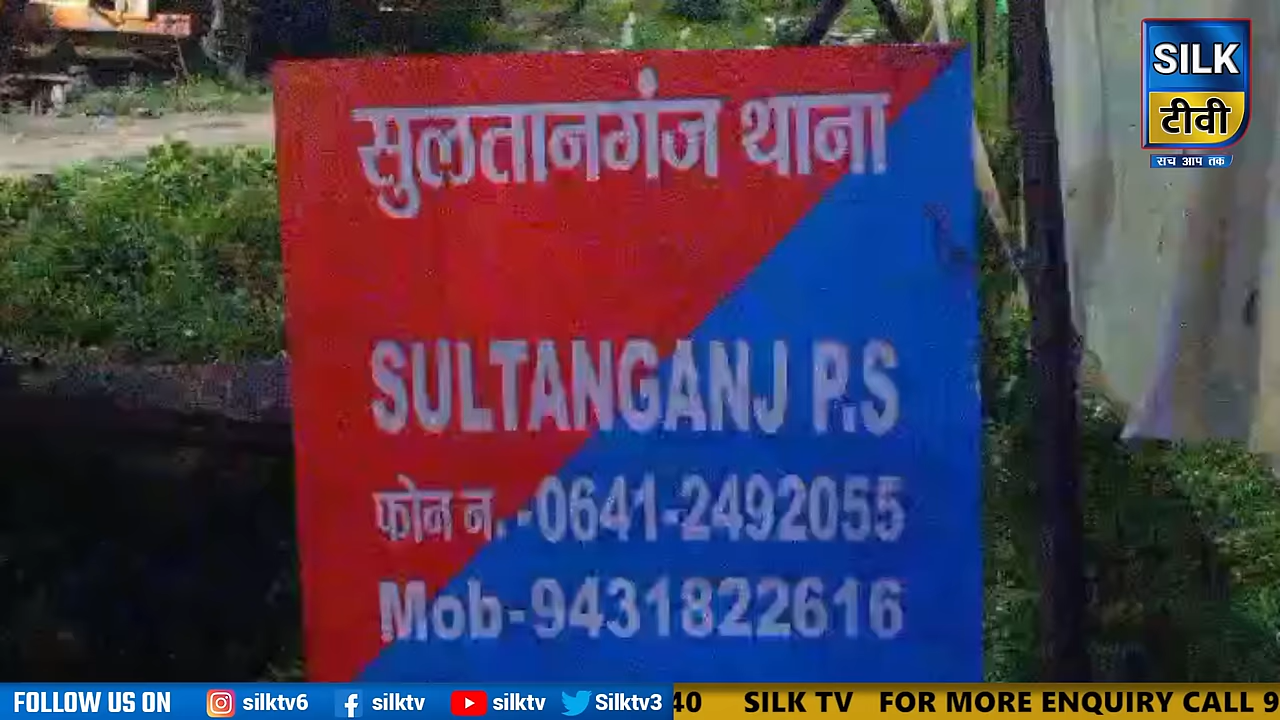 SILK
टीवी
सच आप तक
सुलतानगंज थाना
SULTANGANJ P.S
फोन न. -0641-2492055
Mob-9431822616
FOLLOW US ON silktv6 silktv silktv Silktv3 40 SILK TV FOR MORE ENQUIRY CALL 9